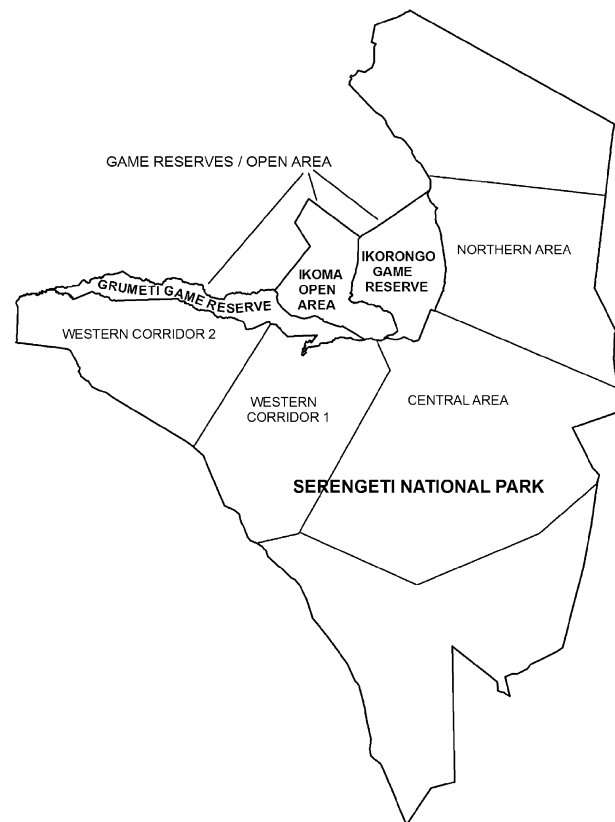 GAME RESERVES / OPEN AREA
IKORONGO
GAME
RESERVE
NORTHERN AREA
IKOMA
OPEN
AREA
GRUMETI GAME RESERVE
WESTERN CORRIDOR 2
WESTERN
CORRIDOR 1
CENTRAL AREA
SERENGETI NATIONAL PARK